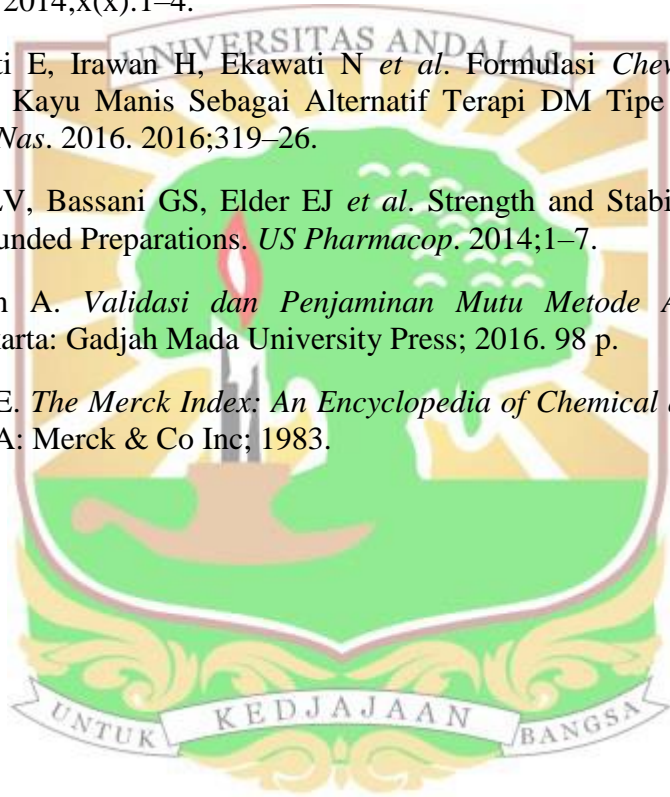 2014;x(x):1–4.
UNIVERSITAS ANDALAS
ti E, Irawan H, Ekawati N et al. Formulasi Chew
Kayu Manis Sebagai Alternatif Terapi DM Tipe
Nas. 2016. 2016;319–26.
LV, Bassani GS, Elder EJ et al. Strength and Stabi
unded Preparations. US Pharmacop. 2014;1–7.
n A. Validasi dan Penjaminan Mutu Metode A
karta: Gadjah Mada University Press; 2016. 98 p.
E. The Merck Index: An Encyclopedia of Chemical
A: Merck & Co Inc; 1983.
UNTUK KEDJAJAAN BANGSA